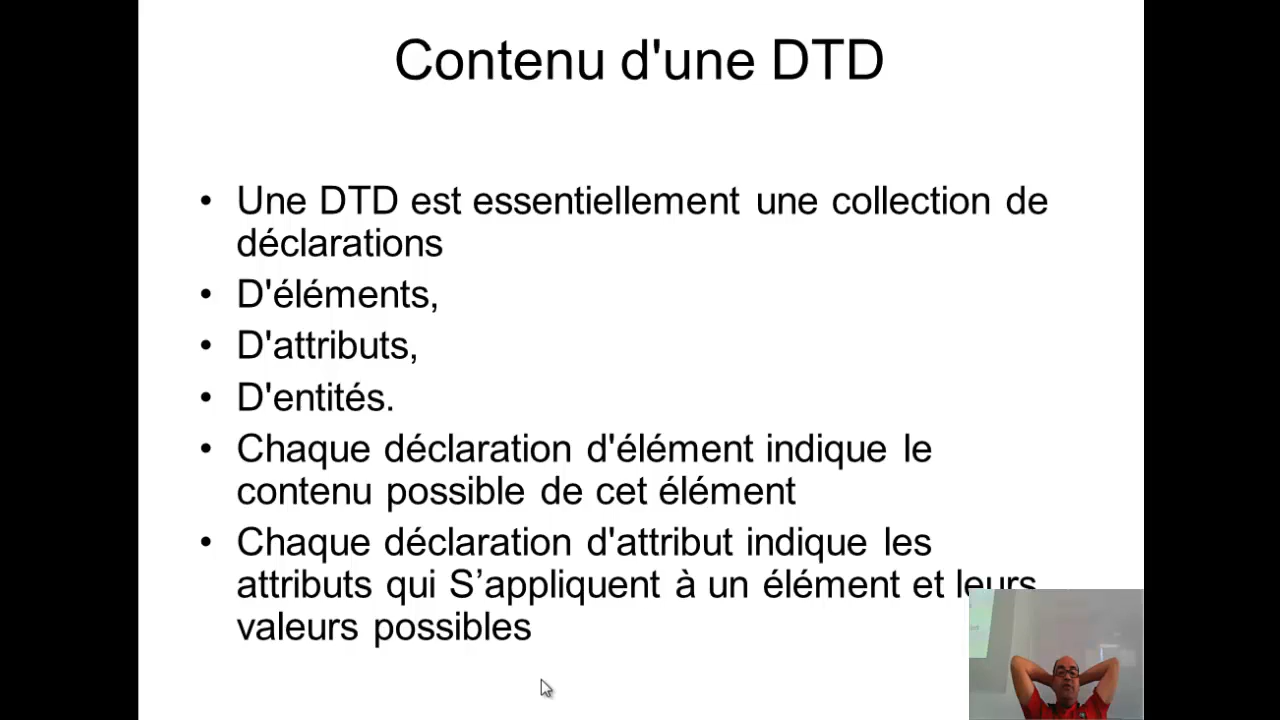 Contenu d'une DTD
• Une DTD est essentiellement une collection de
déclarations
• D'éléments,
• D'attributs,
• D'entités.
• Chaque déclaration d'élément indique le
contenu possible de cet élément
• Chaque déclaration d'attribut indique les
attributs qui S’appliquent à un élément et leurs
valeurs possibles